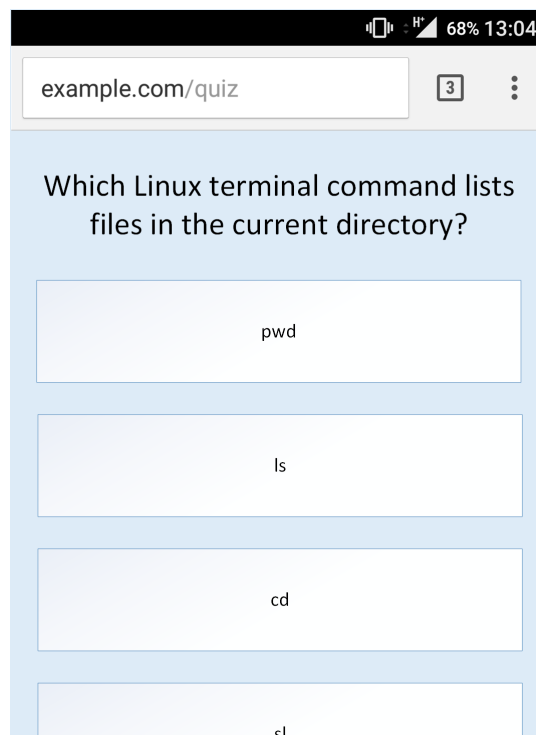 H+ 68% 13:04
example.com/quiz 3
Which Linux terminal command lists
files in the current directory?
pwd
ls
cd
sl